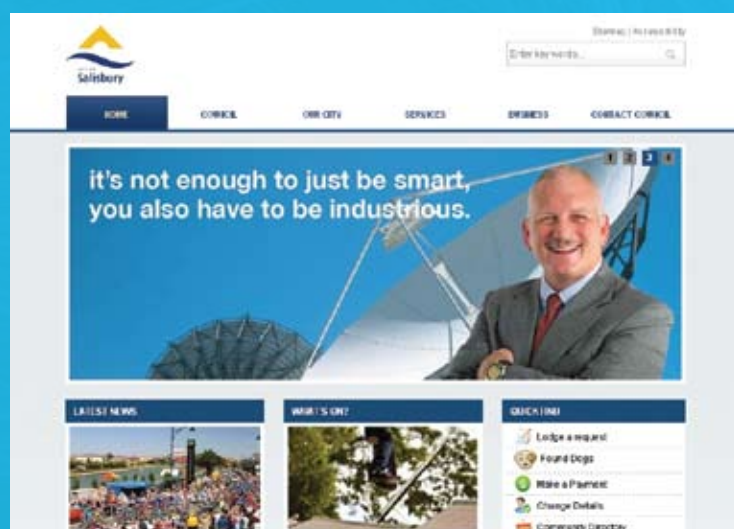 Sitemap | Accessibility
Enter keywords...
Salisbury
HOME COUNCIL OUR CITY SERVICES BUSINESS CONTACT COUNCIL
1 2 3 4
it's not enough to just be smart,
you also have to be industrious.
LATEST NEWS WHAT'S ON? QUICK FIND
Lodge a request
Found Dogs
Make a Payment
Change Details
Community Directory